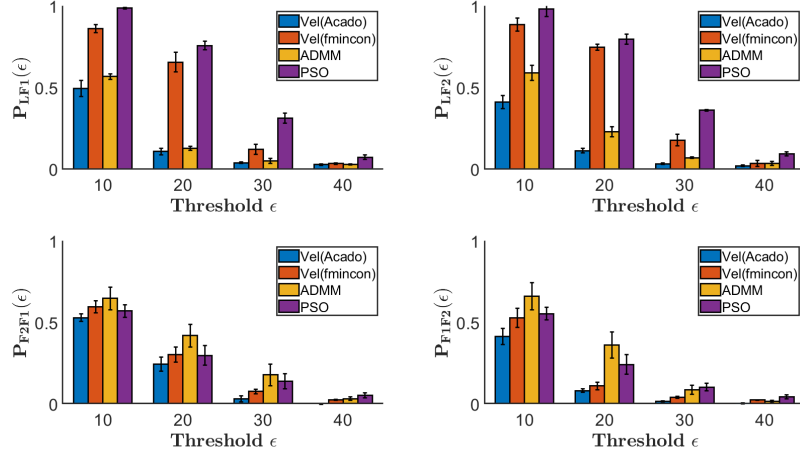 P_LF1(ϵ)
1
0.5
0
10 20 30 40
Threshold ϵ
Vel(Acado)
Vel(fmincon)
ADMM
PSO
P_LF2(ϵ)
1
0.5
0
10 20 30 40
Threshold ϵ
Vel(Acado)
Vel(fmincon)
ADMM
PSO
P_F2F1(ϵ)
1
0.5
0
10 20 30 40
Threshold ϵ
Vel(Acado)
Vel(fmincon)
ADMM
PSO
P_F1F2(ϵ)
1
0.5
0
10 20 30 40
Threshold ϵ
Vel(Acado)
Vel(fmincon)
ADMM
PSO